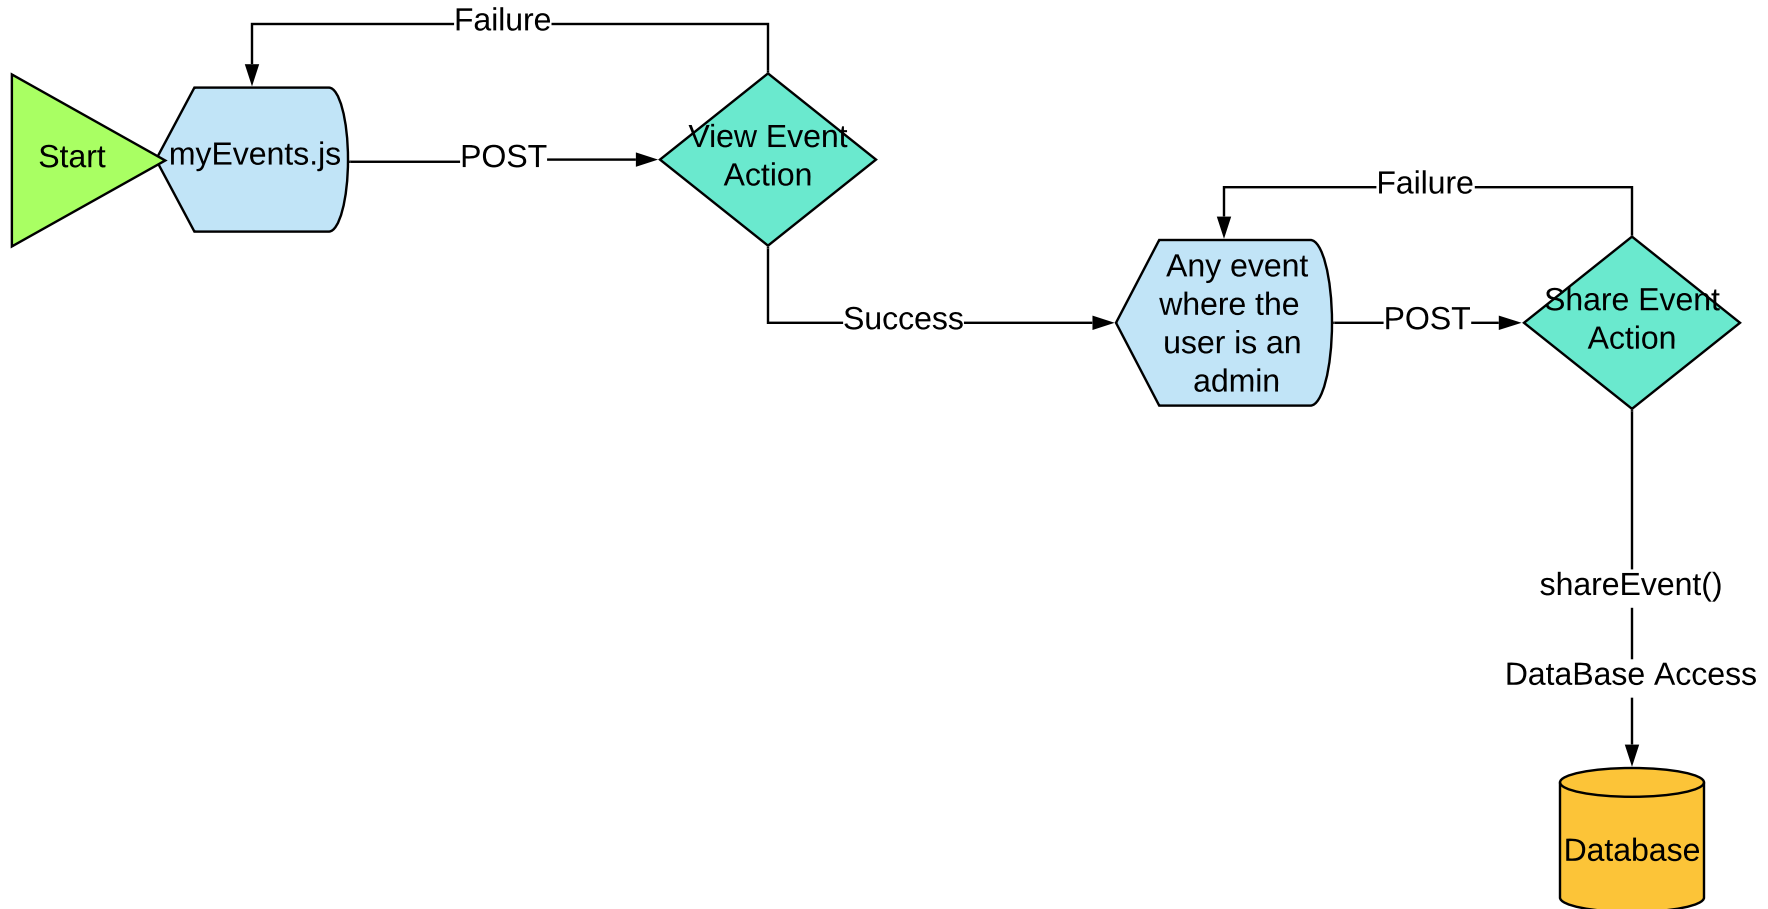 Failure
Start
myEvents.js
POST
View Event
Action
Failure
Success
Any event
where the
user is an
admin
POST
Share Event
Action
shareEvent()
DataBase Access
Database